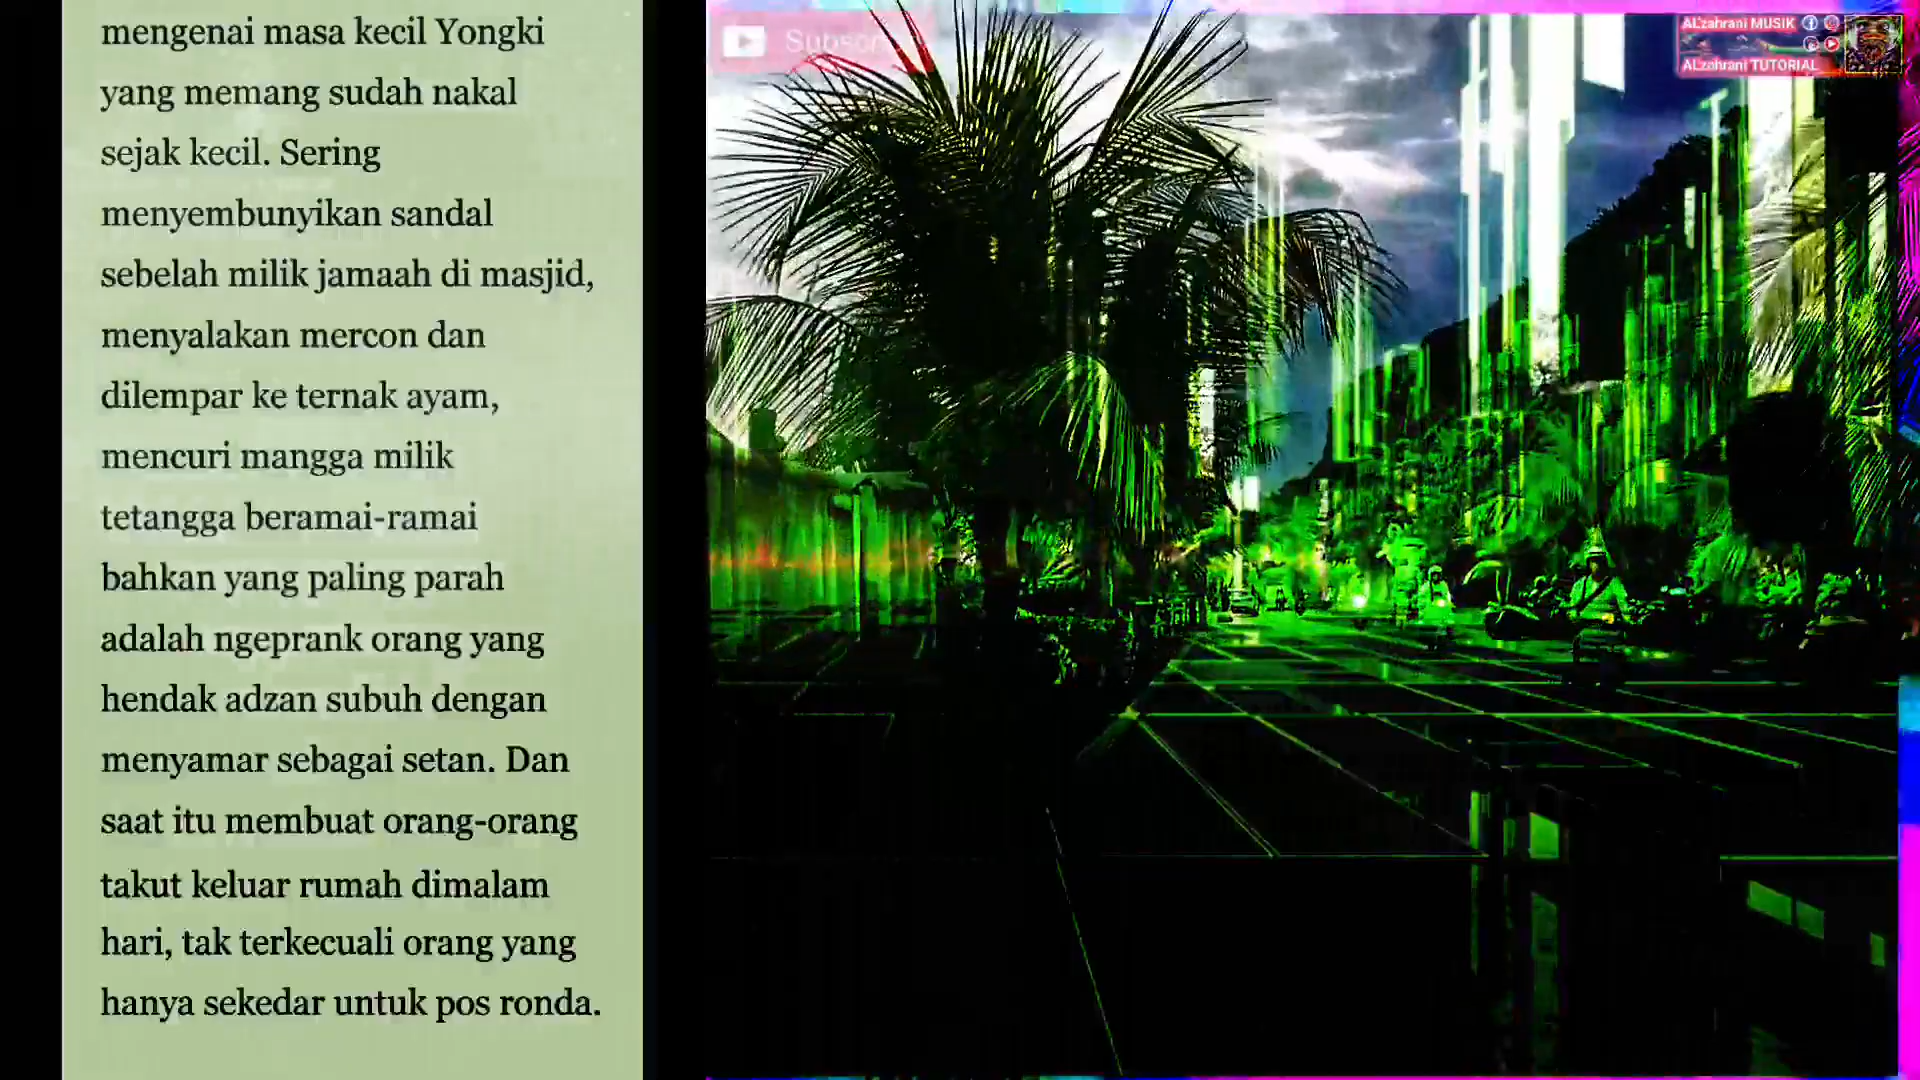 mengenai masa kecil Yongki
yang memang sudah nakal
sejak kecil. Sering
menyembunyikan sandal
sebelah milik jamaah di masjid,
menyalakan mercon dan
dilempar ke ternak ayam,
mencuri mangga milik
tetangga beramai-ramai
bahkan yang paling parah
adalah ngeprank orang yang
hendak adzan subuh dengan
menyamar sebagai setan. Dan
saat itu membuat orang-orang
takut keluar rumah dimalam
hari, tak terkecuali orang yang
hanya sekedar untuk pos ronda.
ALzahrani MUSIK
ALzahrani TUTORIAL